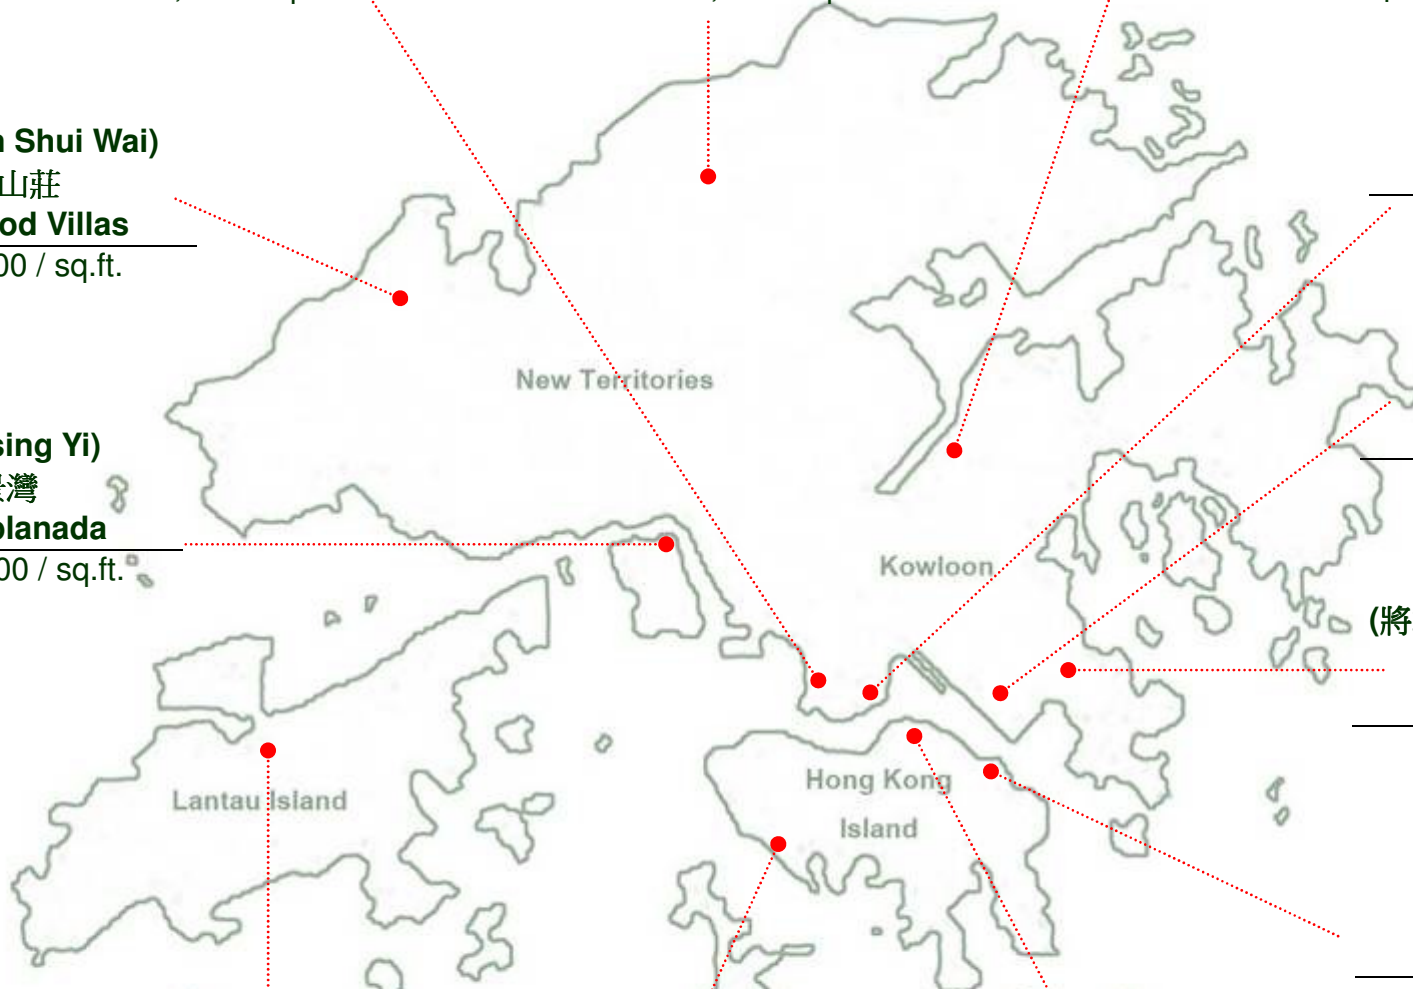 Shui Wai)
山莊
od Villas
00 / sq.ft.
New Territories
sing Yi)
灣
planada
00 / sq.ft.
Kowloon
(將
Hong Kong
Island
Lantau Island